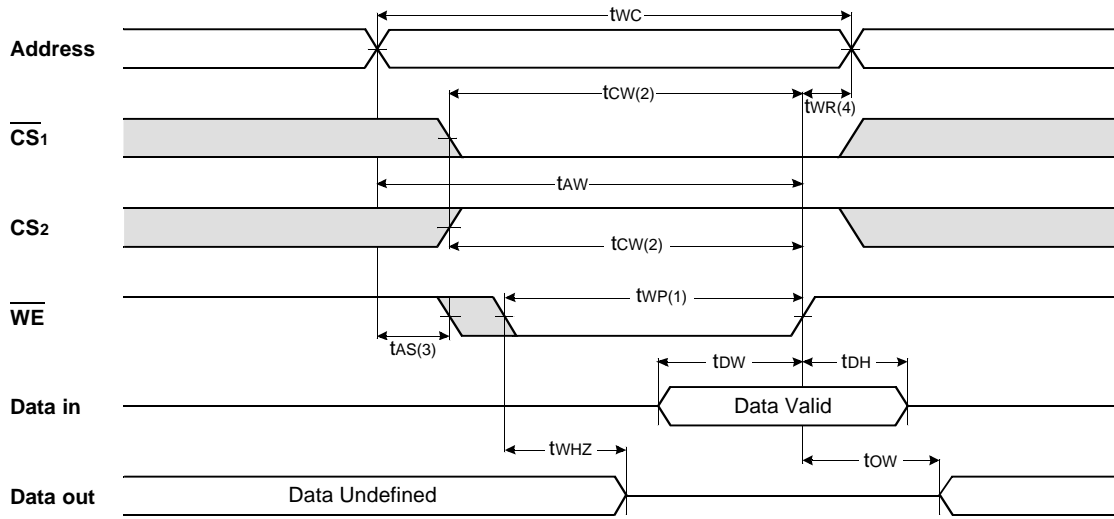 tWC
Address
tCW(2)
tWR(4)
CS1
tAW
CS2
tCW(2)
tWP(1)
WE
tAS(3)
tDW
tDH
Data in
Data Valid
tWHZ
tOW
Data out
Data Undefined